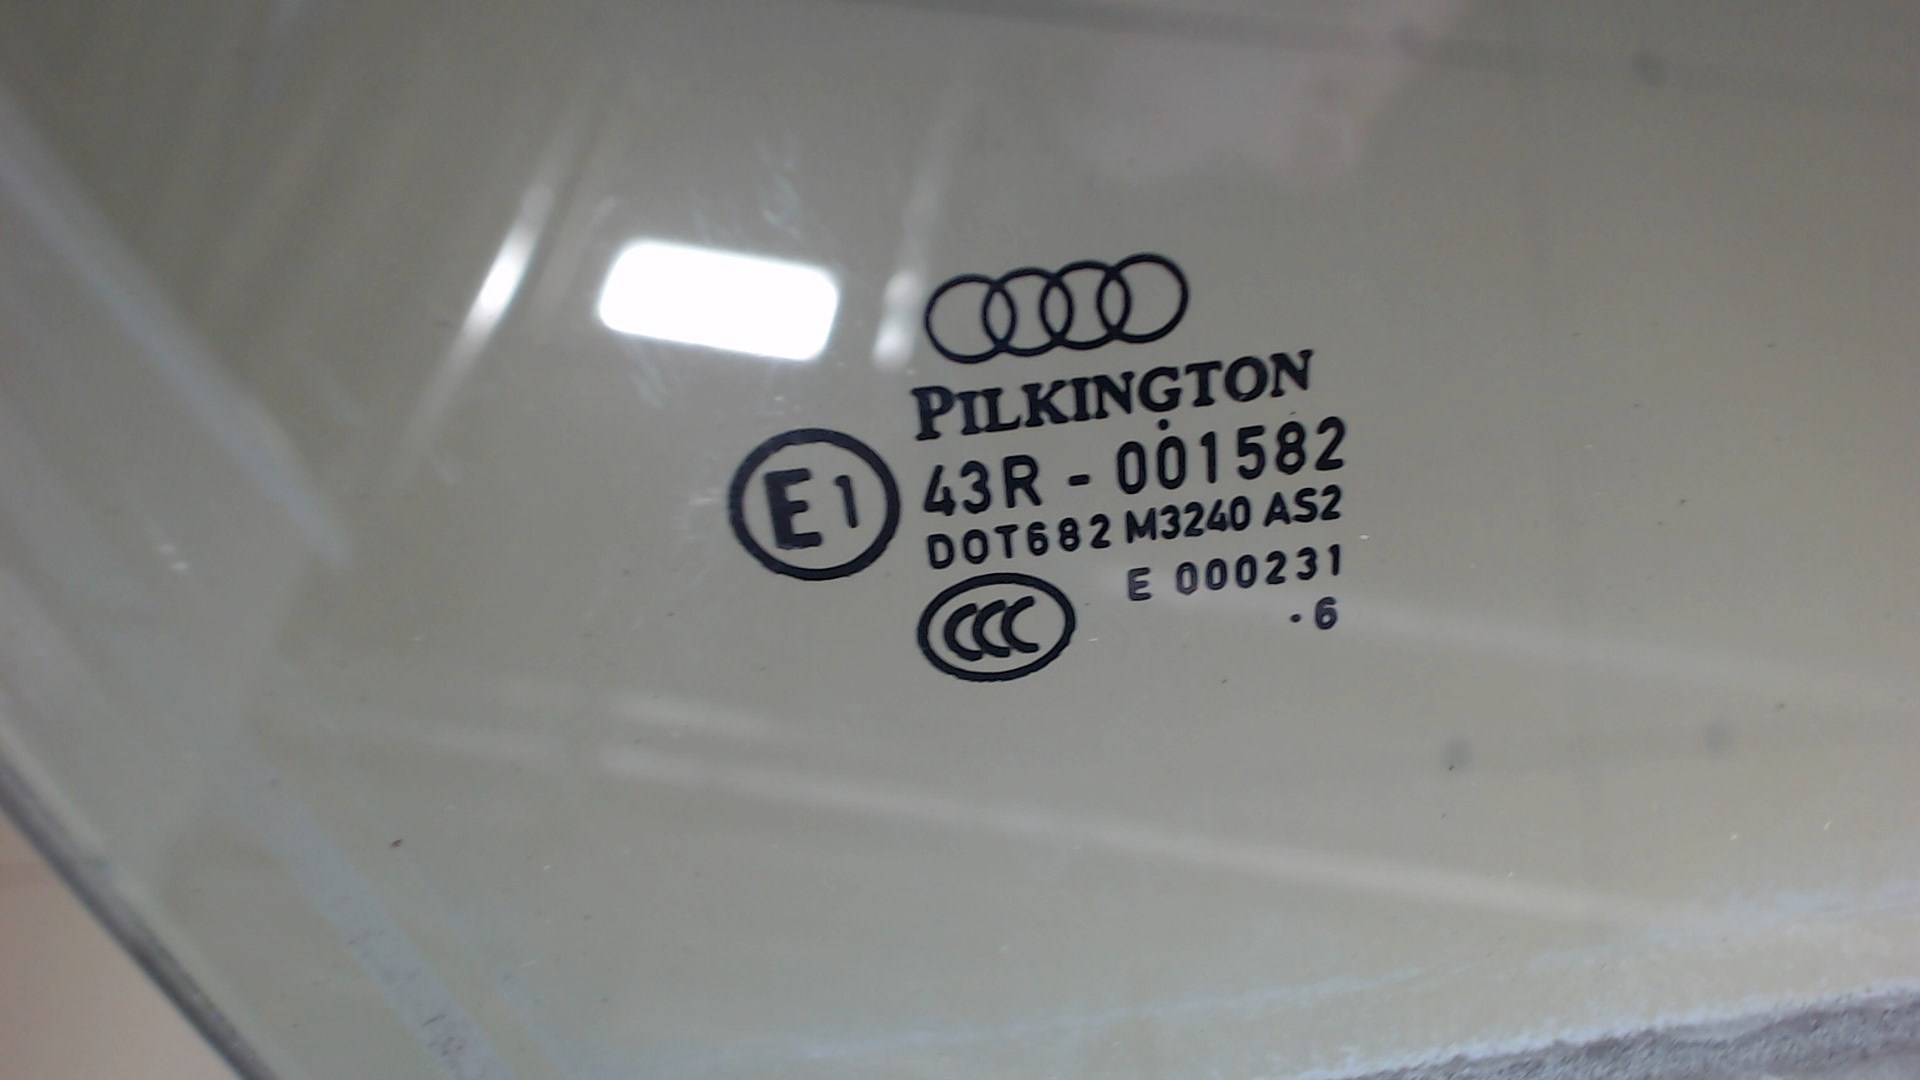 PILKINGTON
E1
43R - 001582
DOT682 M3240 AS2
E 000231
CCC
·6